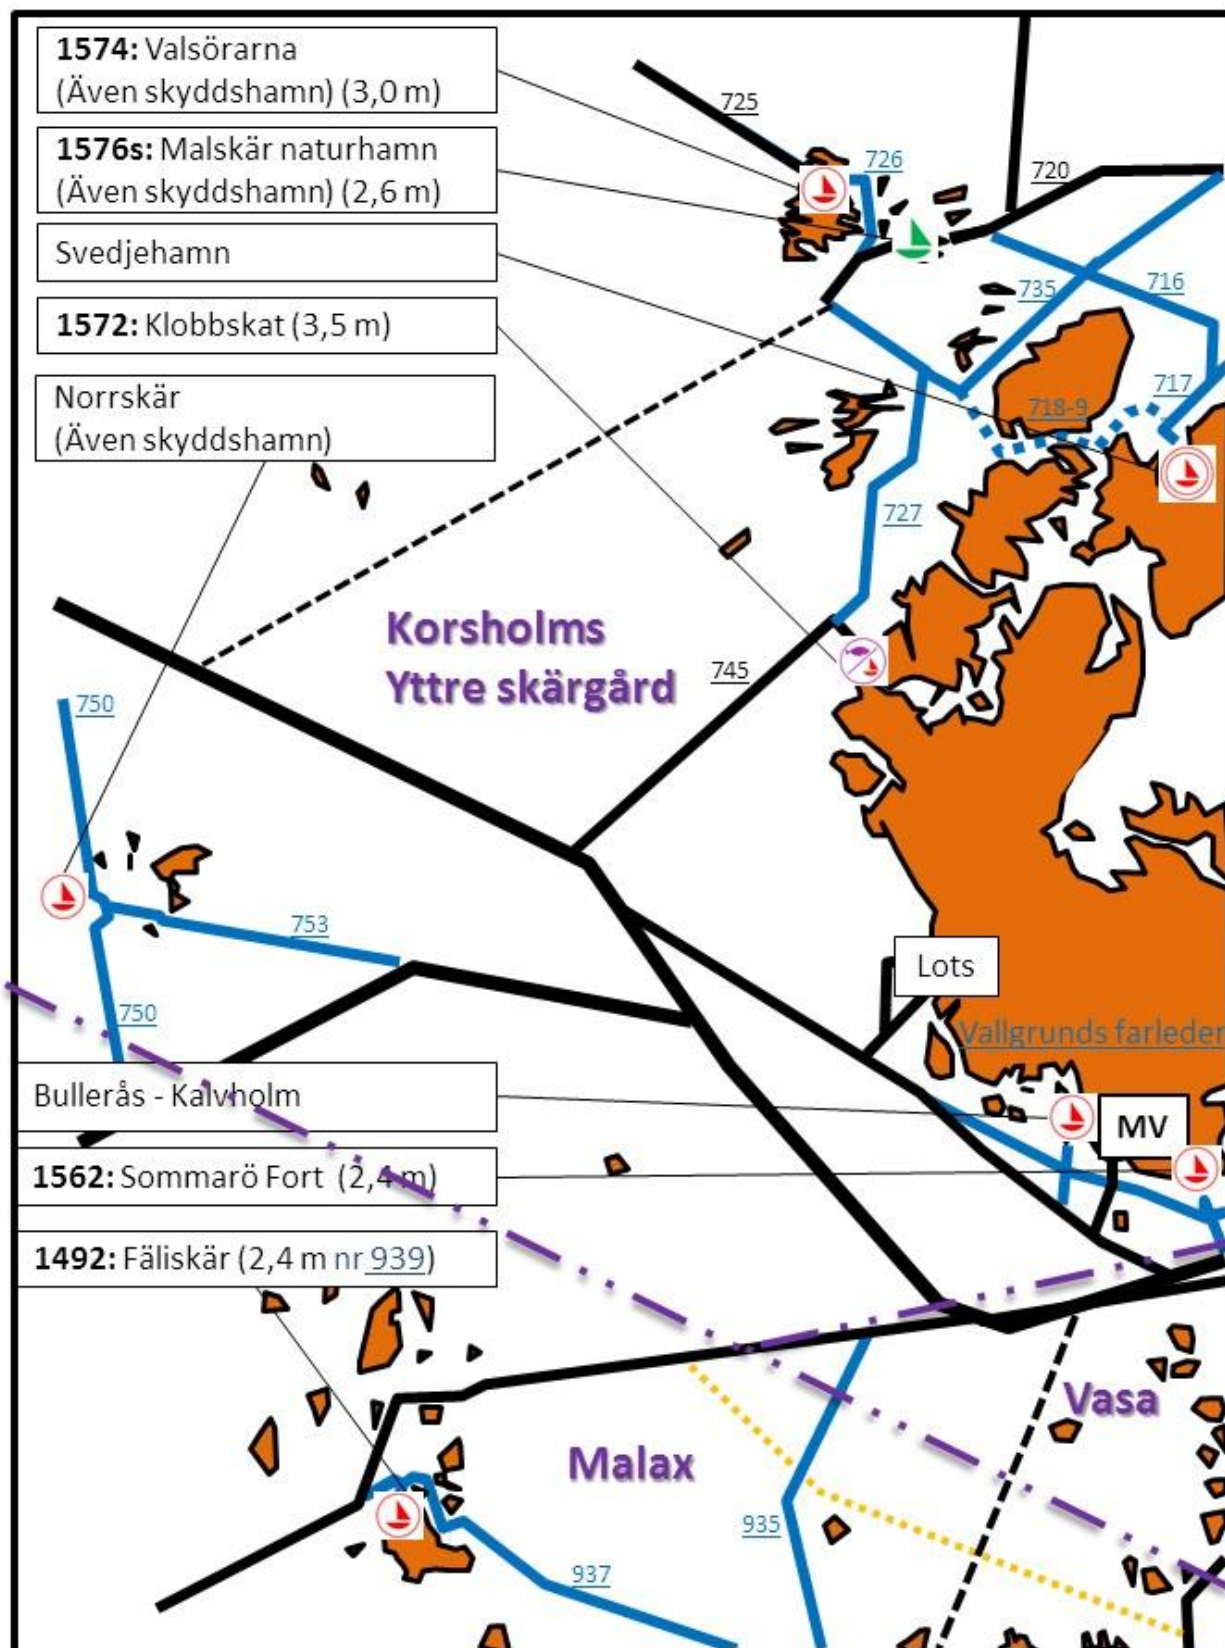 1574: Valsörarna
(Även skyddshamn) (3,0 m)
1576s: Malskär naturhamn
(Även skyddshamn) (2,6 m)
Svedjehamn
1572: Klobbskat (3,5 m)
Norrskär
(Även skyddshamn)
725
726
720
735
716
717
718-9
727
Korsholms
Yttre skärgård
745
750
753
750
Lots
Vallgrunds farleder
Bullerås - Kalvholm
MV
1562: Sommarö Fort (2,4 m)
1492: Fäliskär (2,4 m nr 939)
Vasa
Malax
935
937